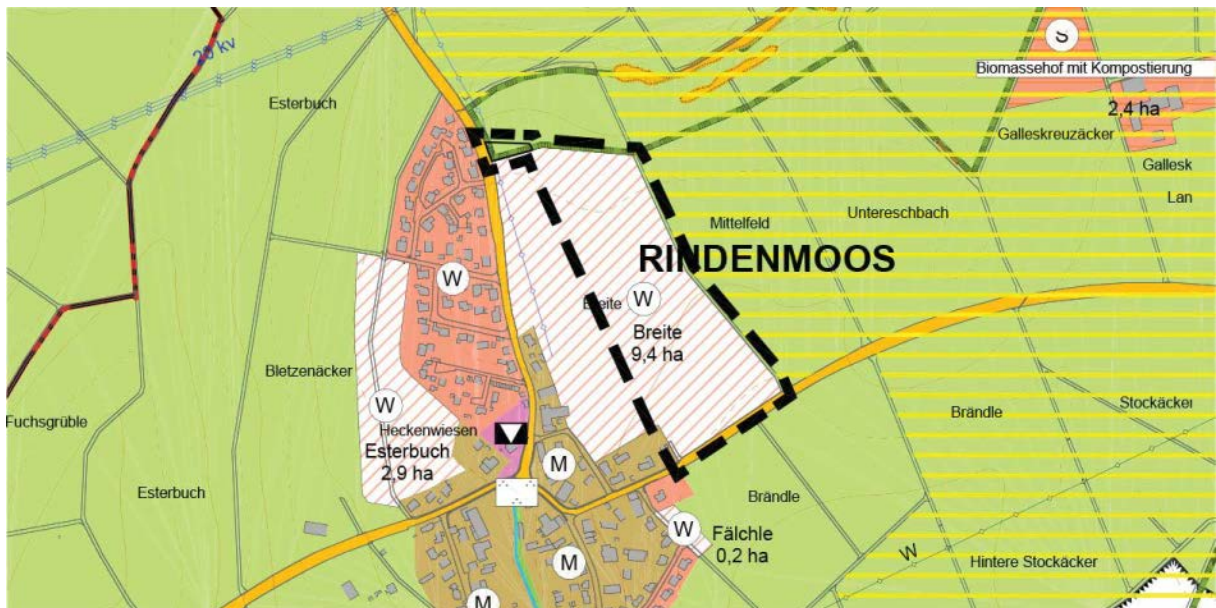 20 kv
Esterbuch
S
Biomassehof mit Kompostierung
2,4 ha
Galleskreuzäcker
Gallesk
Lan
Untereschbach
Mittelfeld
RINDENMOOS
W
W
Breite
Breite
9,4 ha
Bletzenäcker
W
Fuchsgrüble
Heckenwiesen
Esterbuch
2,9 ha
Stockäcker
Brändle
M
Esterbuch
Brändle
W
Fälchle
0,2 ha
W
M
Hintere Stockäcker
M